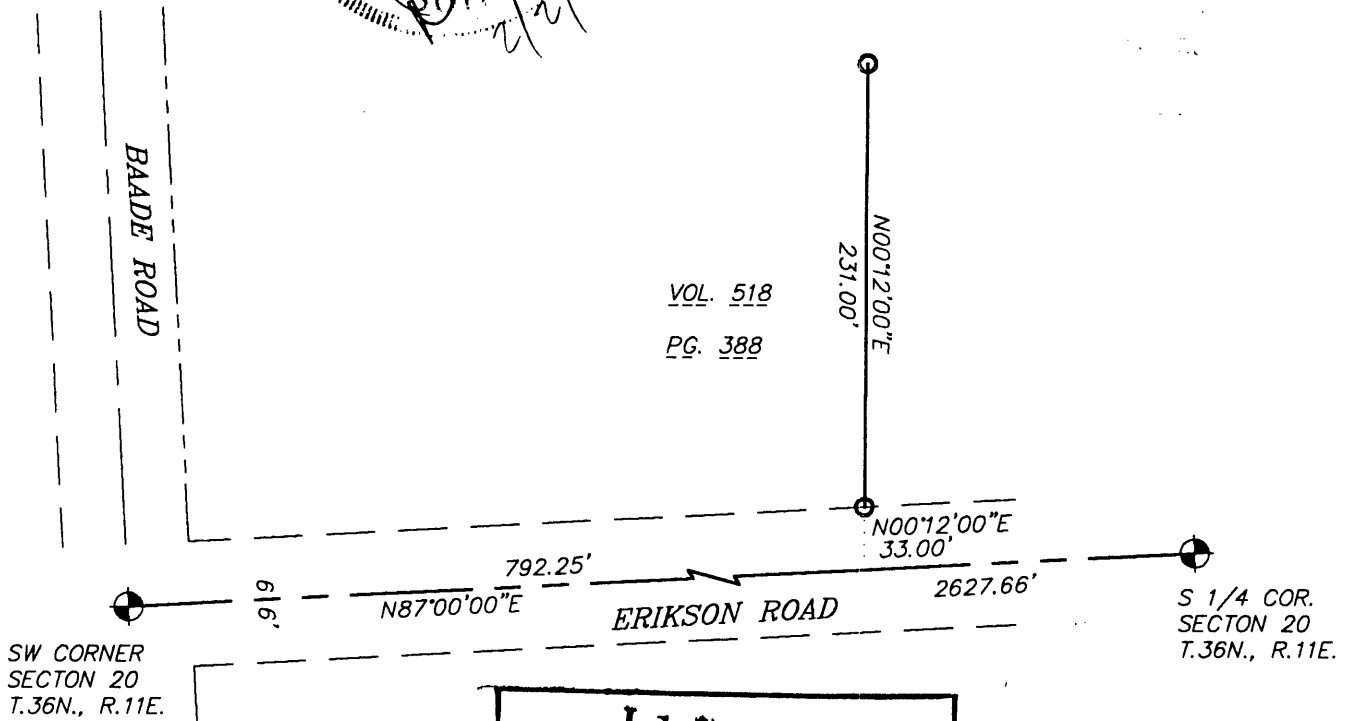 BAADE ROAD
N00°12'00"E
231.00'
VOL. 518
PG. 388
N00°12'00"E
33.00'
792.25'
2627.66'
66'
N87°00'00"E
ERIKSON ROAD
S 1/4 COR.
SECTON 20
T.36N., R.11E.
SW CORNER
SECTON 20
T.36N., R.11E.